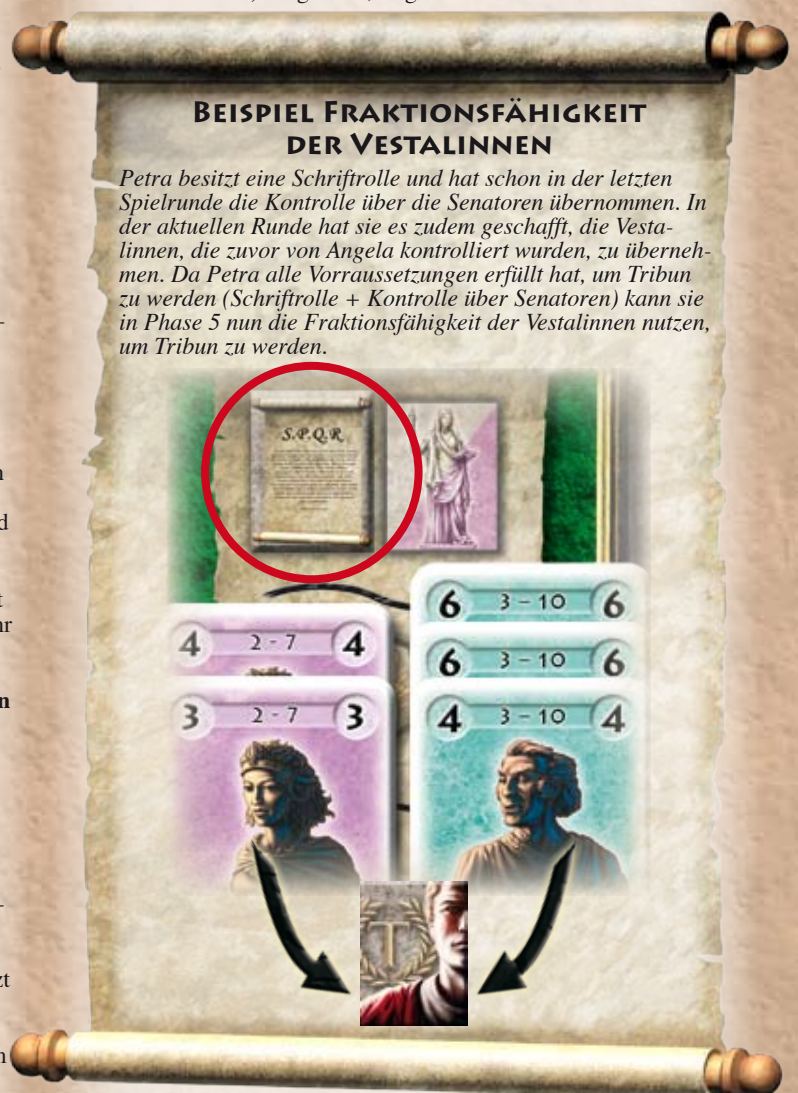 BEISPIEL FRAKTIONSFÄHIGKEIT
DER VESTALINNEN
Petra besitzt eine Schriftrolle und hat schon in der letzten
Spielrunde die Kontrolle über die Senatoren übernommen. In
der aktuellen Runde hat sie es zudem geschafft, die Vesta-
linnen, die zuvor von Angela kontrolliert wurden, zu überneh-
men. Da Petra alle Vorraussetzungen erfüllt hat, um Tribun
zu werden (Schriftrolle + Kontrolle über Senatoren) kann sie
in Phase 5 nun die Fraktionsfähigkeit der Vestalinnen nutzen,
um Tribun zu werden.
S.P.Q.R.
6 3 – 10 6
4 2 - 7 4
6 3 – 10 6
3 2 - 7 3
4 3 – 10 4
T